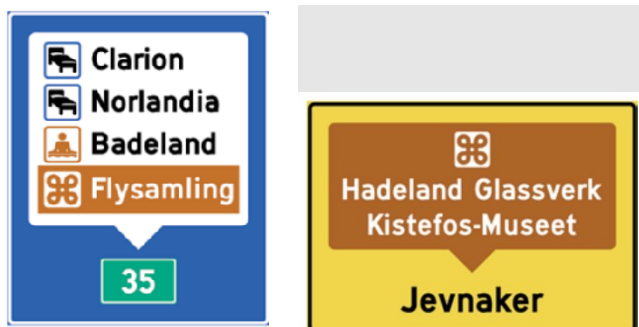 Clarion
Norlandia
Badeland
Flysamling
35
Hadeland Glassverk
Kistefos-Museet
Jevnaker